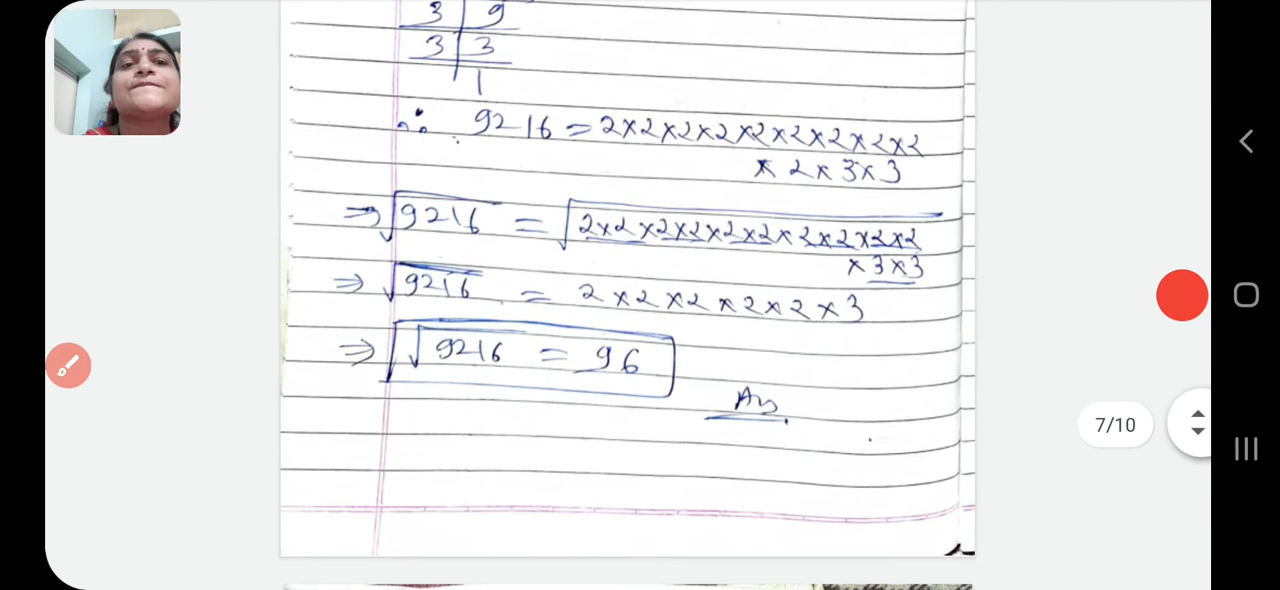 3 | 9
3 | 3
1
∴ 9216 = 2×2×2×2×2×2×2×2×2
× 2×3×3
⇒ √9216 = √2×2×2×2×2×2×2×2×2×2
×3×3
⇒ √9216 = 2×2×2×2×2×3
⇒ √9216 = 96
Ans
7/10